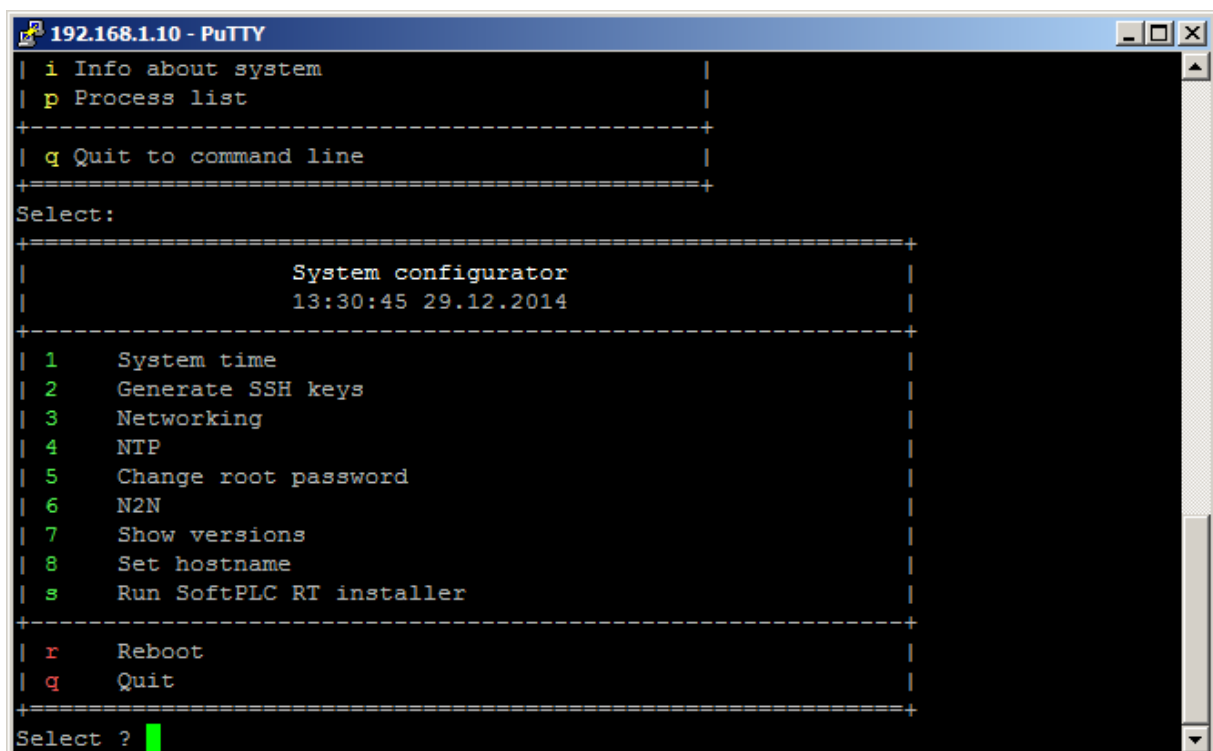 192.168.1.10 - PuTTY
| i Info about system |
| p Process list |
+----------------------------------------------+
| q Quit to command line |
+==============================================+
Select:
+============================================================+
| System configurator |
| 13:30:45 29.12.2014 |
+------------------------------------------------------------+
| 1 System time |
| 2 Generate SSH keys |
| 3 Networking |
| 4 NTP |
| 5 Change root password |
| 6 N2N |
| 7 Show versions |
| 8 Set hostname |
| s Run SoftPLC RT installer |
+------------------------------------------------------------+
| r Reboot |
| q Quit |
+============================================================+
Select ?